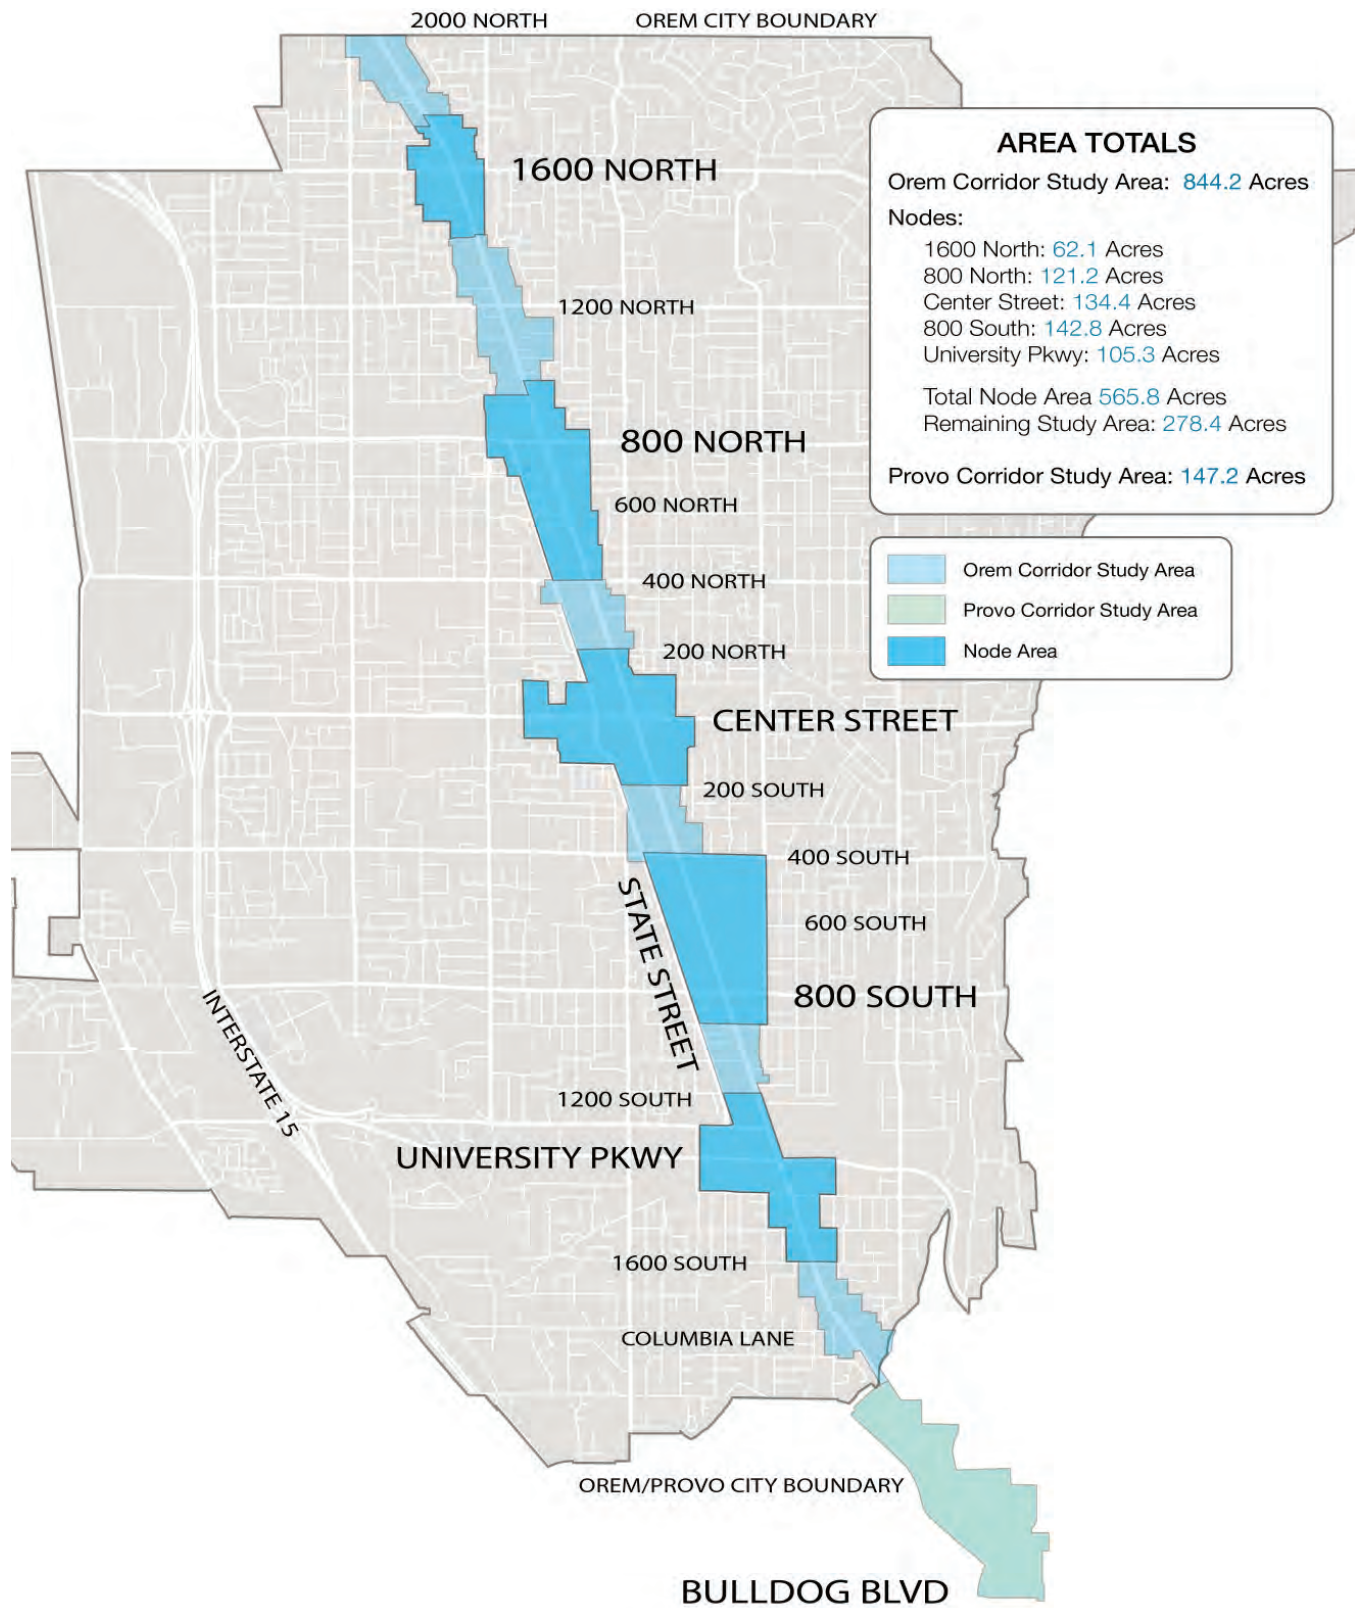 2000 NORTH
OREM CITY BOUNDARY
1600 NORTH
1200 NORTH
800 NORTH
600 NORTH
400 NORTH
200 NORTH
CENTER STREET
200 SOUTH
400 SOUTH
STATE STREET
600 SOUTH
800 SOUTH
INTERSTATE 15
1200 SOUTH
UNIVERSITY PKWY
1600 SOUTH
COLUMBIA LANE
OREM/PROVO CITY BOUNDARY
BULLDOG BLVD
AREA TOTALS
Orem Corridor Study Area: 844.2 Acres
Nodes:
1600 North: 62.1 Acres
800 North: 121.2 Acres
Center Street: 134.4 Acres
800 South: 142.8 Acres
University Pkwy: 105.3 Acres
Total Node Area 565.8 Acres
Remaining Study Area: 278.4 Acres
Provo Corridor Study Area: 147.2 Acres
Orem Corridor Study Area
Provo Corridor Study Area
Node Area